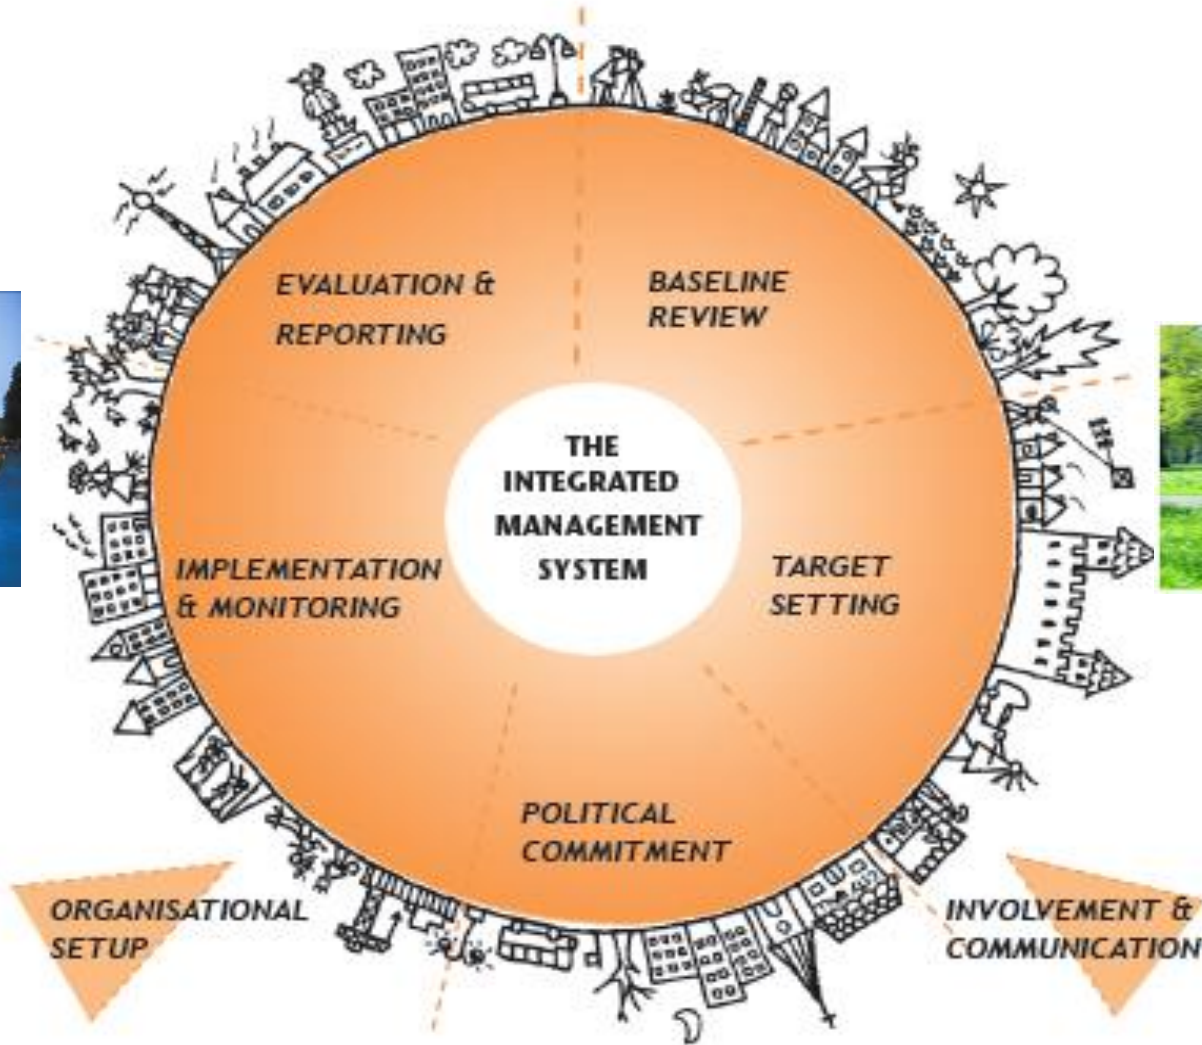 EVALUATION &
REPORTING
BASELINE
REVIEW
THE
INTEGRATED
MANAGEMENT
SYSTEM
IMPLEMENTATION
& MONITORING
TARGET
SETTING
POLITICAL
COMMITMENT
ORGANISATIONAL
SETUP
INVOLVEMENT &
COMMUNICATION